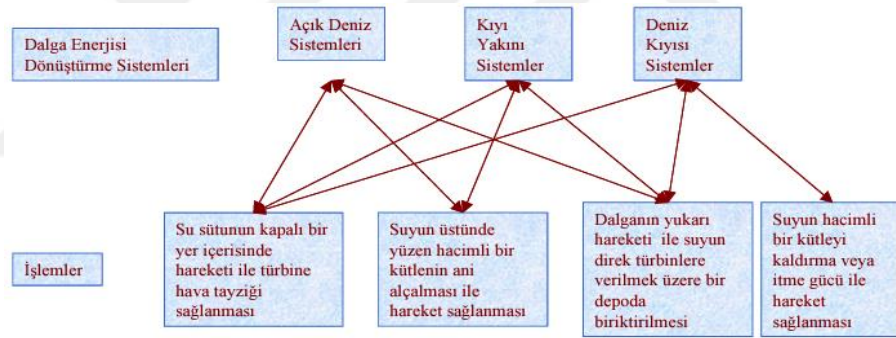 Dalga Enerjisi
Dönüştürme Sistemleri
Açık Deniz
Sistemleri
Kıyı
Yakını
Sistemler
Deniz
Kıyısı
Sistemler
İşlemler
Su sütunun kapalı bir
yer içerisinde
hareketi ile türbine
hava tayziği
sağlanması
Suyun üstünde
yüzen hacimli bir
kütlenin ani
alçalması ile
hareket sağlanması
Dalganın yukarı
hareketi ile suyun
direk türbinlere
verilmek üzere bir
depoda
biriktirilmesi
Suyun hacimli
bir kütleyi
kaldırma veya
itme gücü ile
hareket
sağlanması